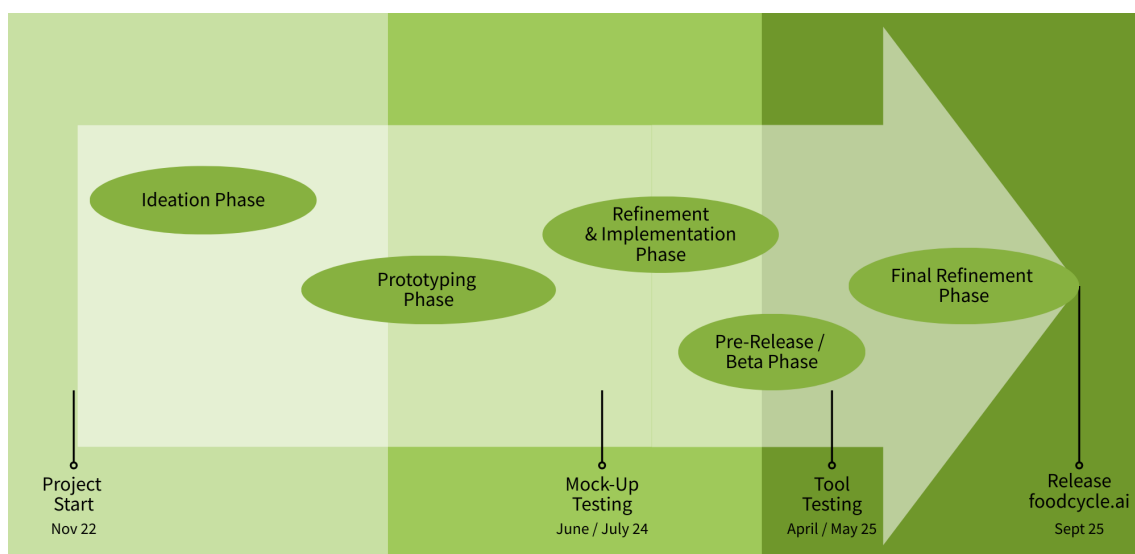 Ideation Phase
Prototyping
Phase
Refinement
& Implementation
Phase
Pre-Release /
Beta Phase
Final Refinement
Phase
Project
Start
Nov 22
Mock-Up
Testing
June / July 24
Tool
Testing
April / May 25
Release
foodcycle.ai
Sept 25